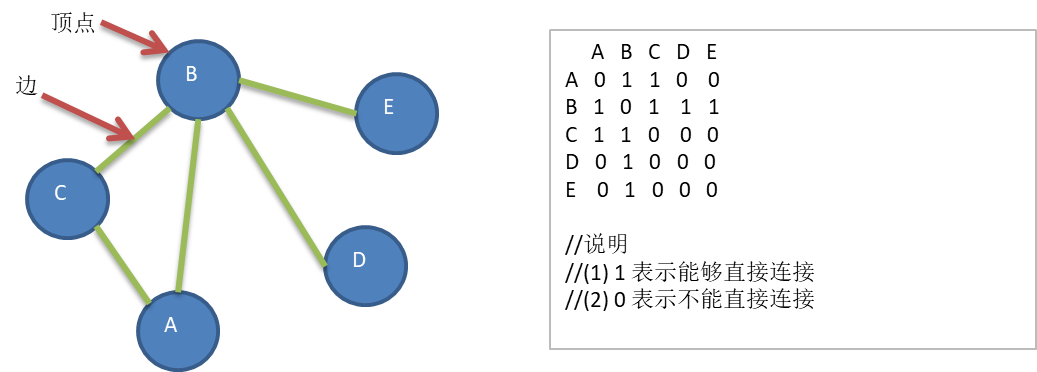 顶点
边
B
E
C
D
A
A B C D E
A 0 1 1 0 0
B 1 0 1 1 1
C 1 1 0 0 0
D 0 1 0 0 0
E 0 1 0 0 0
//说明
//(1) 1 表示能够直接连接
//(2) 0 表示不能直接连接